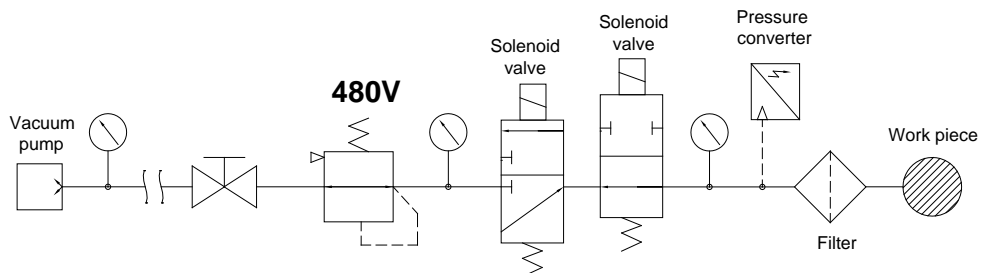 Solenoid
valve
Pressure
converter
Solenoid
valve
480V
Vacuum
pump
Work piece
Filter